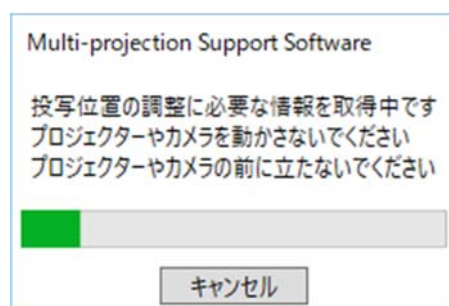 Multi-projection Support Software
投写位置の調整に必要な情報を取得中です
プロジェクターやカメラを動かさないでください
プロジェクターやカメラの前に立たないでください
キャンセル